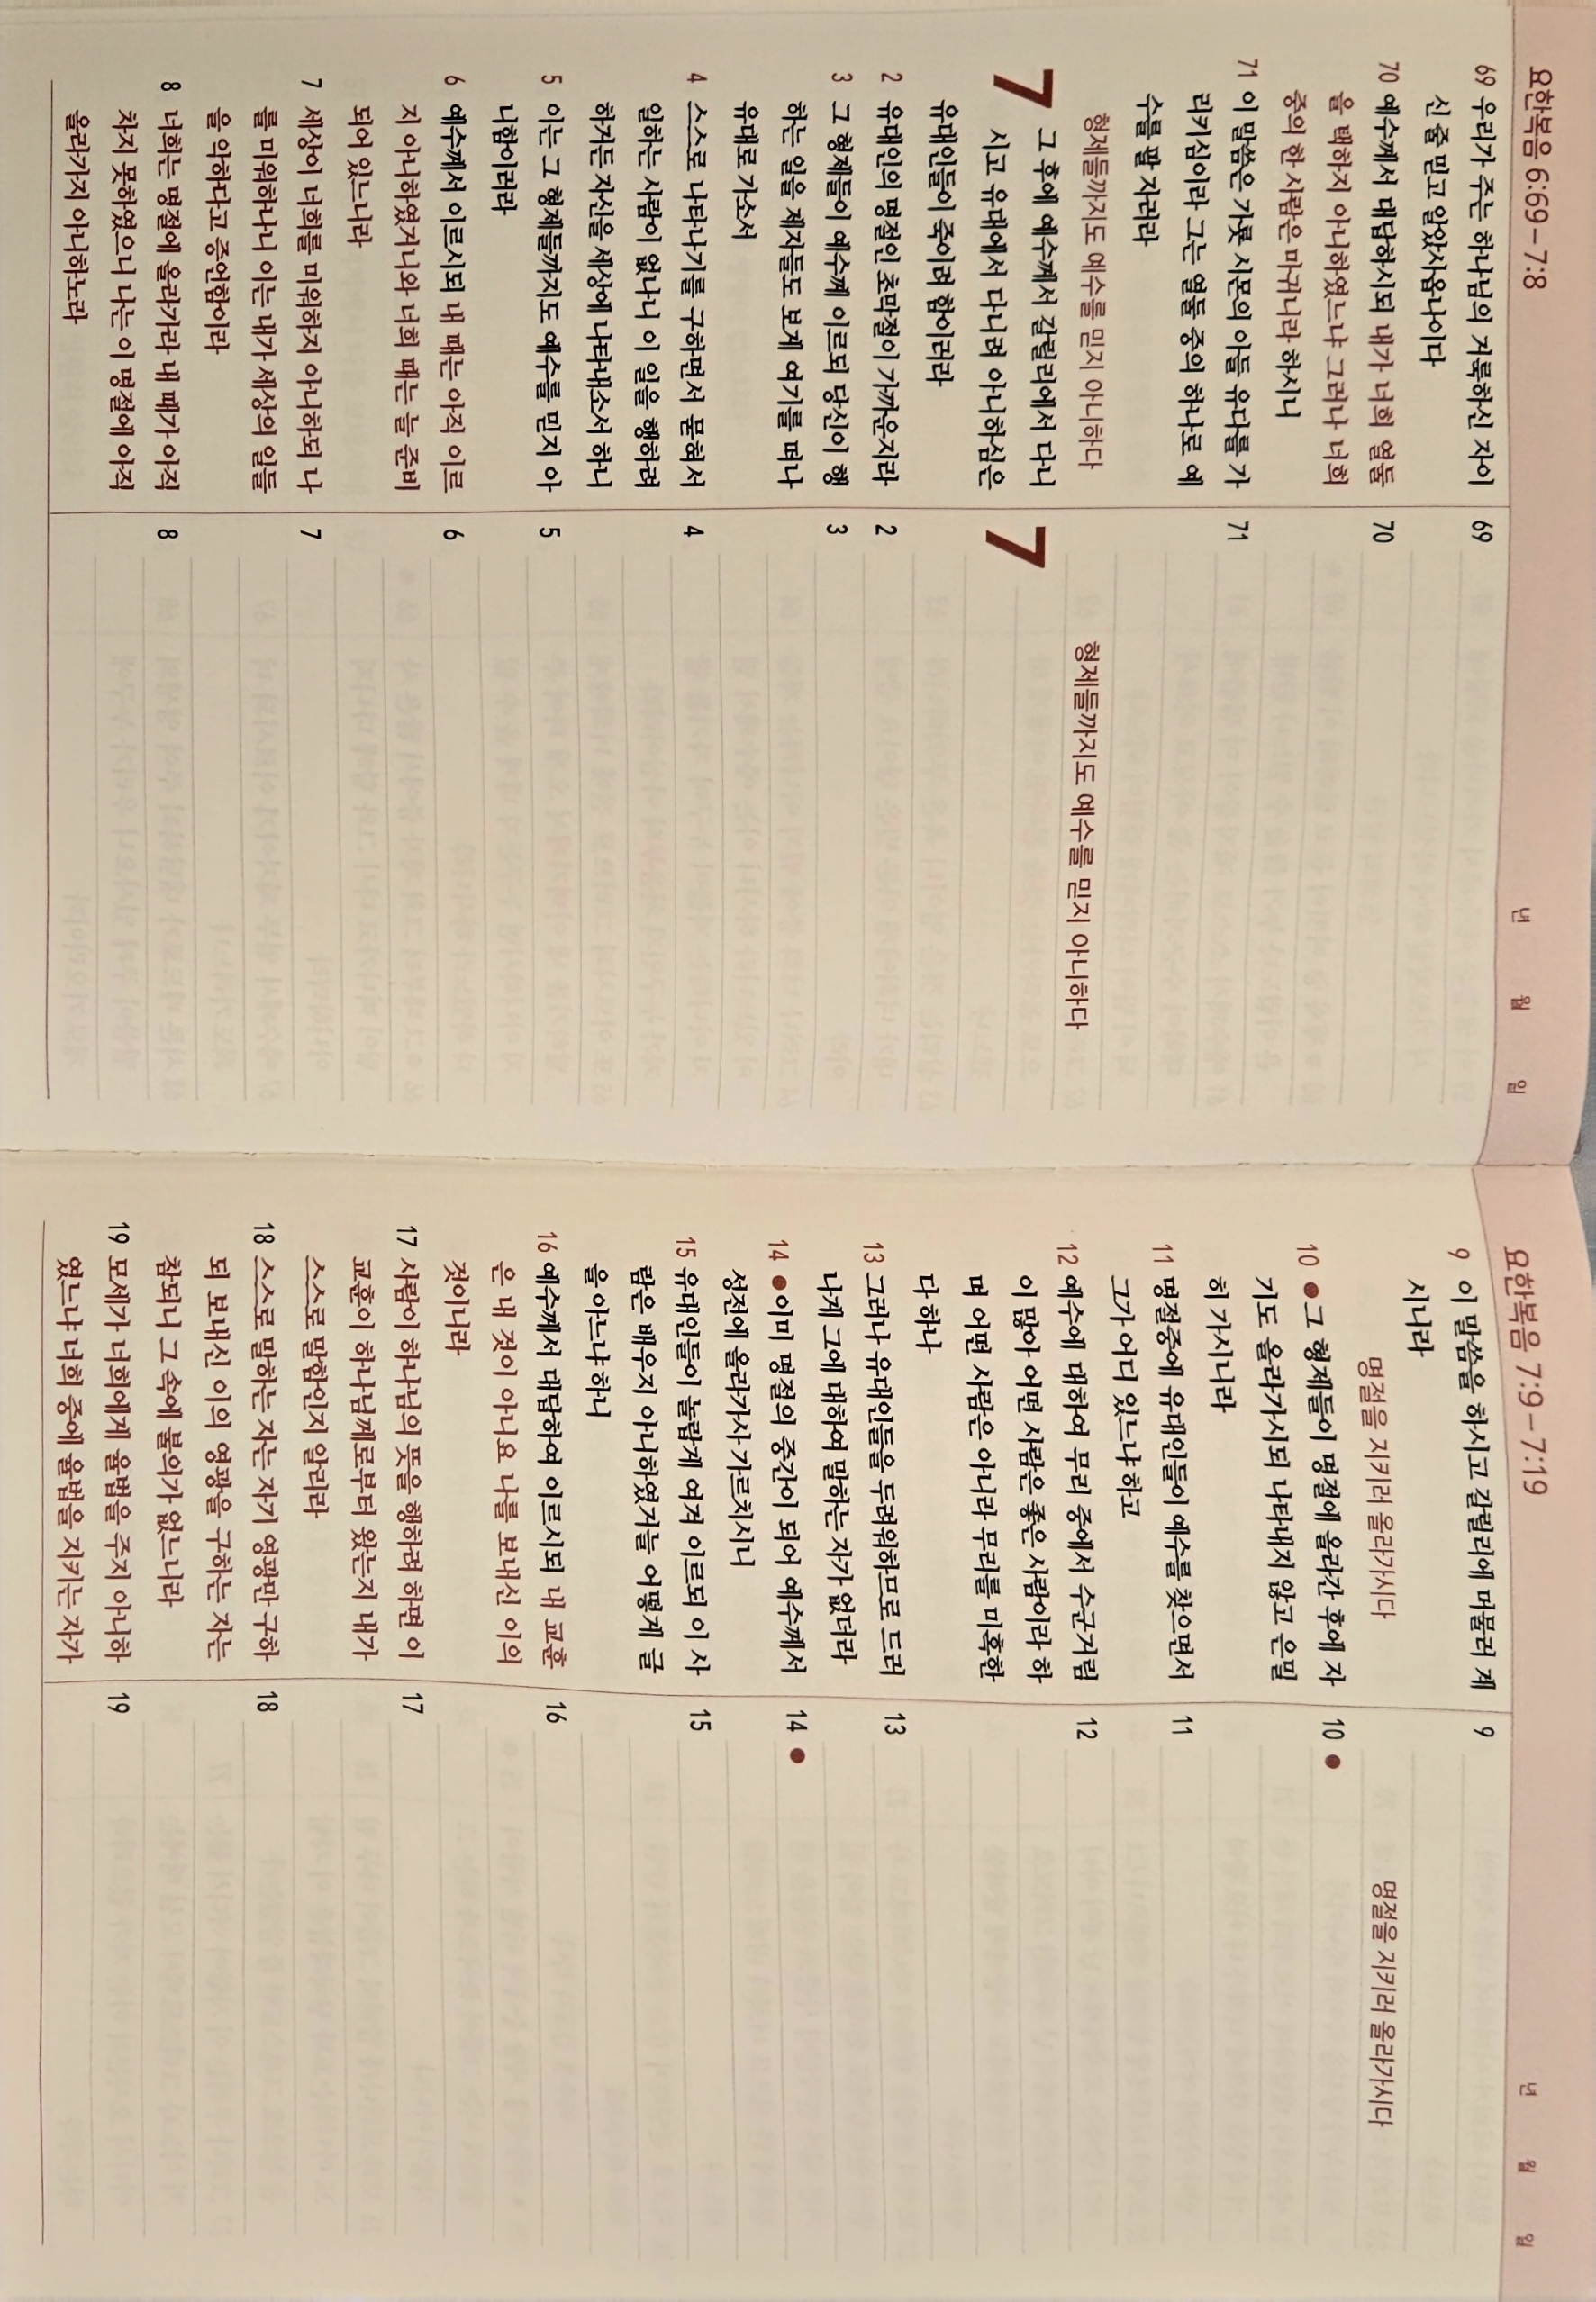 요한복음 6:69 – 7:8
69 우리가 주는 하나님의 거룩하신 자이
신 줄 믿고 알았사옵나이다
70 예수께서 대답하시되 내가 너희 열둘
을 택하지 아니하였느냐 그러나 너희
중의 한 사람은 마귀니라 하시니
71 이 말씀은 가룟 시몬의 아들 유다를 가
리키심이라 그는 열둘 중의 하나로 예
수를 팔 자러라
형제들까지도 예수를 믿지 아니하다
7 그 후에 예수께서 갈릴리에서 다니
시고 유대에서 다니려 아니하심은
유대인들이 죽이려 함이러라
2 유대인의 명절인 초막절이 가까운지라
3 그 형제들이 예수께 이르되 당신이 행
하는 일을 제자들도 보게 여기를 떠나
유대로 가소서
4 스스로 나타나기를 구하면서 묻혀서
일하는 사람이 없나니 이 일을 행하려
하거든 자신을 세상에 나타내소서 하니
5 이는 그 형제들까지도 예수를 믿지 아
니함이러라
6 예수께서 이르시되 내 때는 아직 이르
지 아니하였거니와 너희 때는 늘 준비
되어 있느니라
7 세상이 너희를 미워하지 아니하되 나
를 미워하나니 이는 내가 세상의 일들
을 악하다고 증언함이라
8 너희는 명절에 올라가라 내 때가 아직
차지 못하였으니 나는 이 명절에 아직
올라가지 아니하노라
년 월 일
69
70
71
형제들까지도 예수를 믿지 아니하다
7
2
3
4
5
6
7
8
요한복음 7:9 – 7:19
9 이 말씀을 하시고 갈릴리에 머물러 계
시니라
명절을 지키러 올라가시다
10 ●그 형제들이 명절에 올라간 후에 자
기도 올라가시되 나타내지 않고 은밀
히 가시니라
11 명절중에 유대인들이 예수를 찾으면서
그가 어디 있느냐 하고
12 예수에 대하여 무리 중에서 수군거림
이 많아 어떤 사람은 좋은 사람이라 하
며 어떤 사람은 아니라 무리를 미혹한
다 하나
13 그러나 유대인들을 두려워하므로 드러
나게 그에 대하여 말하는 자가 없더라
14 ●이미 명절의 중간이 되어 예수께서
성전에 올라가사 가르치시니
15 유대인들이 놀랍게 여겨 이르되 이 사
람은 배우지 아니하였거늘 어떻게 글
을 아느냐 하니
16 예수께서 대답하여 이르시되 내 교훈
은 내 것이 아니요 나를 보내신 이의
것이니라
17 사람이 하나님의 뜻을 행하려 하면 이
교훈이 하나님께로부터 왔는지 내가
스스로 말함인지 알리라
18 스스로 말하는 자는 자기 영광만 구하
되 보내신 이의 영광을 구하는 자는
참되니 그 속에 불의가 없느니라
19 모세가 너희에게 율법을 주지 아니하
였느냐 너희 중에 율법을 지키는 자가
년 월 일
9
명절을 지키러 올라가시다
10 ●
11
12
13
14 ●
15
16
17
18
19